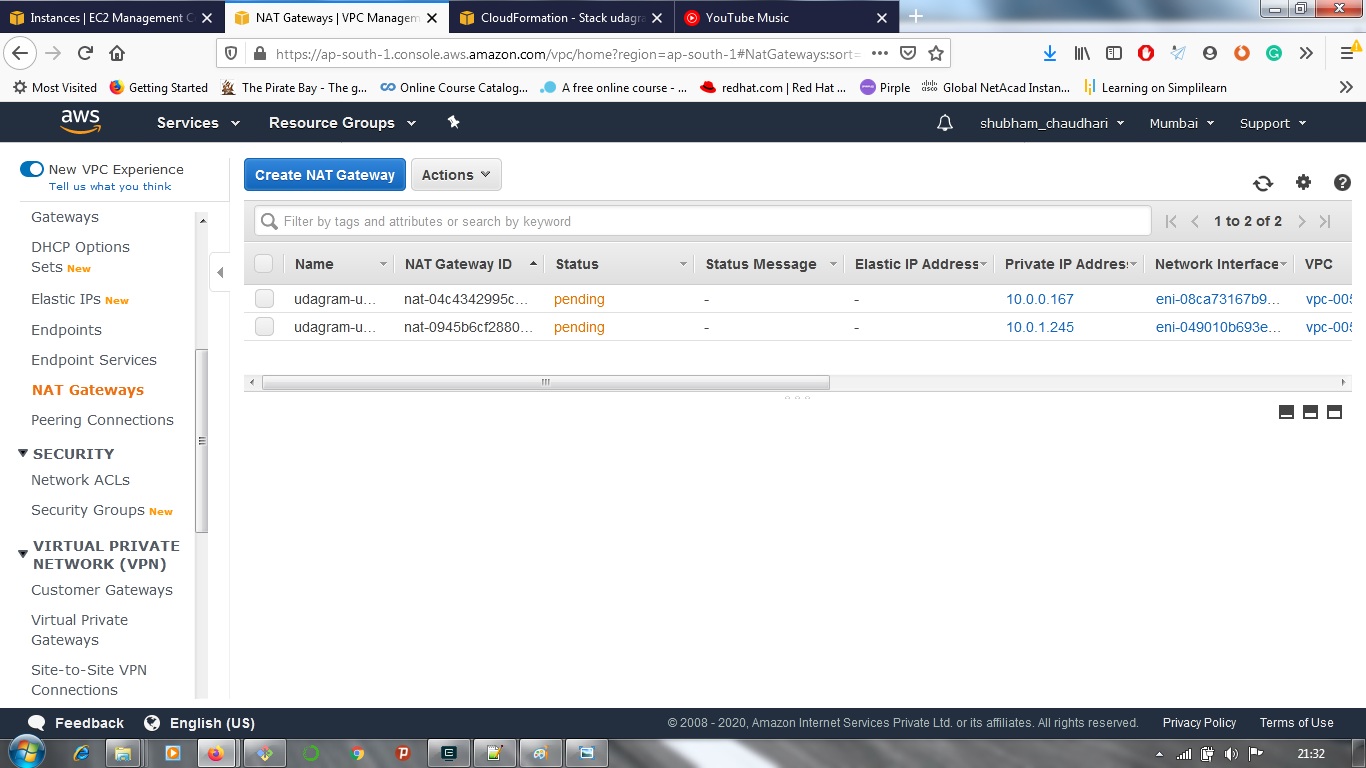 Instances | EC2 Management C
NAT Gateways | VPC Managem
CloudFormation - Stack udagra
YouTube Music
https://ap-south-1.console.aws.amazon.com/vpc/home?region=ap-south-1#NatGateways:sort=
Most Visited
Getting Started
The Pirate Bay - The g...
Online Course Catalog...
A free online course - ...
redhat.com | Red Hat ...
Pirple
Global NetAcad Instan...
Learning on Simplilearn
aws
Services
Resource Groups
shubham_chaudhari
Mumbai
Support
New VPC Experience
Tell us what you think
Gateways
DHCP Options
Sets New
Elastic IPs New
Endpoints
Endpoint Services
NAT Gateways
Peering Connections
SECURITY
Network ACLs
Security Groups New
VIRTUAL PRIVATE
NETWORK (VPN)
Customer Gateways
Virtual Private
Gateways
Site-to-Site VPN
Connections
Create NAT Gateway
Actions
Filter by tags and attributes or search by keyword
1 to 2 of 2
Name NAT Gateway ID Status Status Message Elastic IP Address Private IP Address Network Interface VPC
udagram-u... nat-04c4342995c... pending - - 10.0.0.167 eni-08ca73167b9... vpc-005
udagram-u... nat-0945b6cf2880... pending - - 10.0.1.245 eni-049010b693e... vpc-005
Feedback
English (US)
© 2008 - 2020, Amazon Internet Services Private Ltd. or its affiliates. All rights reserved.
Privacy Policy
Terms of Use
21:32